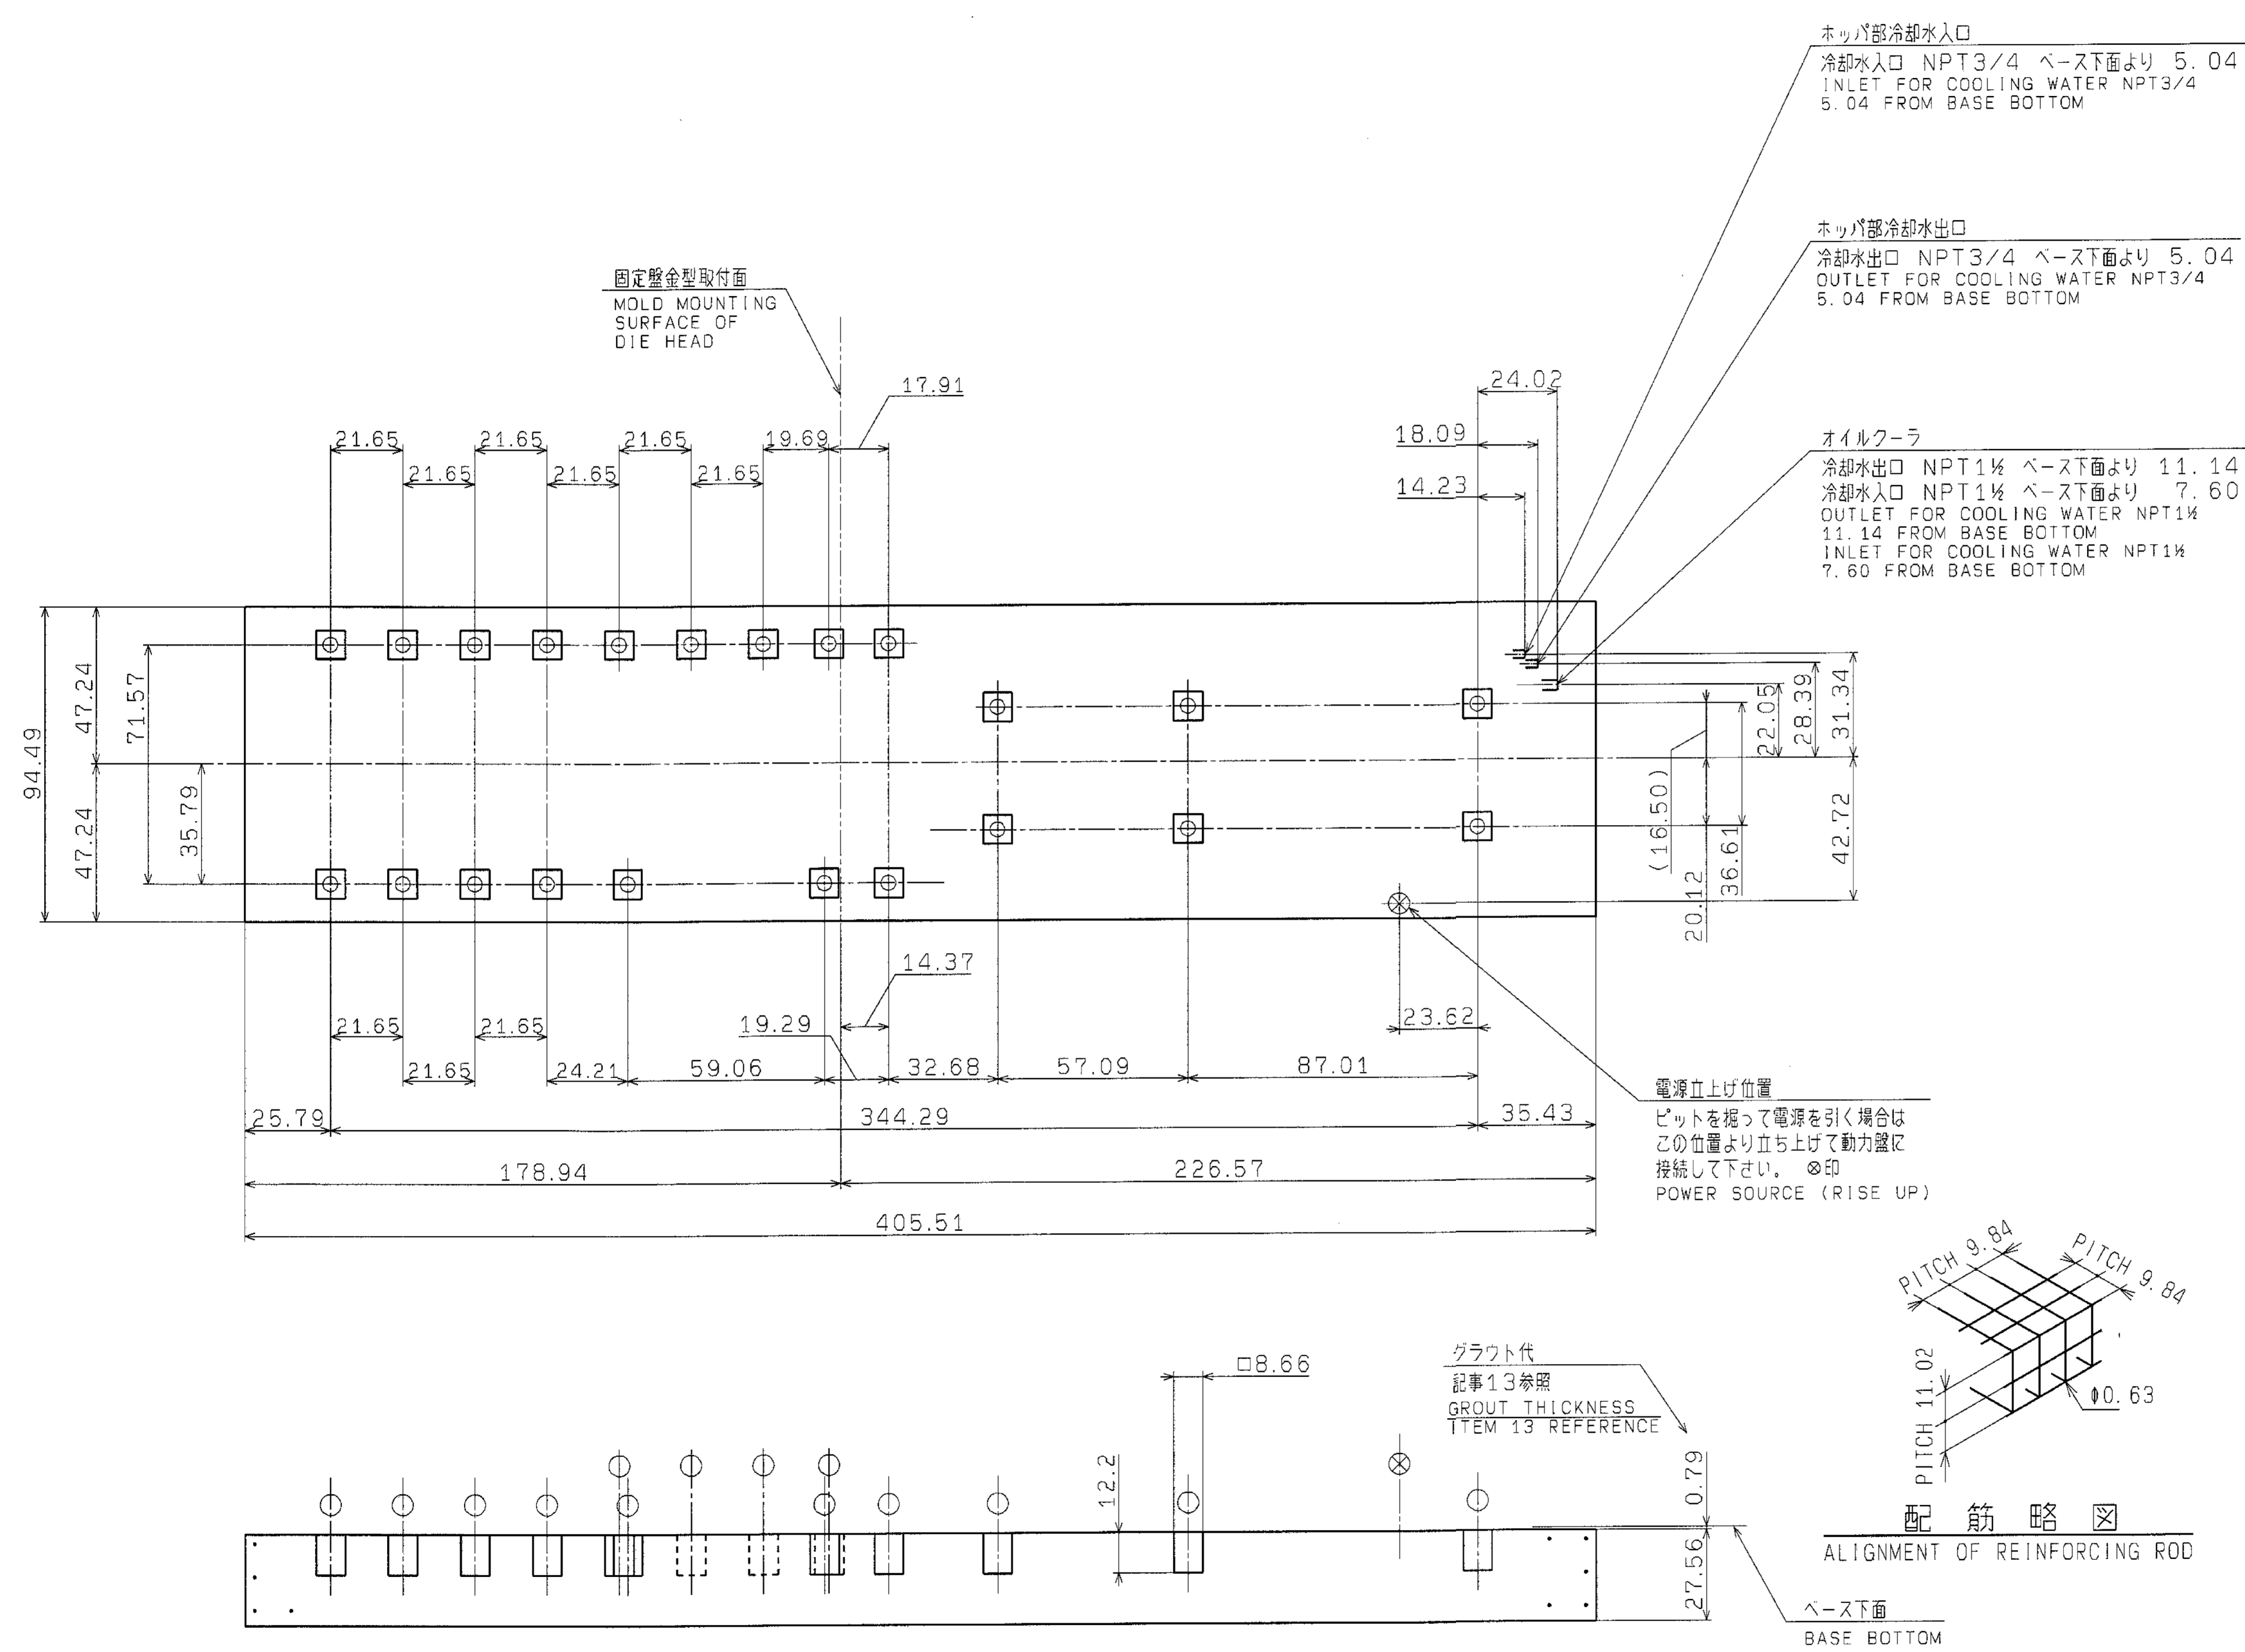 ホッパ部冷却水入口
冷却水入口 NPT3/4 ベース下面より 5.04
INLET FOR COOLING WATER NPT3/4
5.04 FROM BASE BOTTOM
ホッパ部冷却水出口
冷却水出口 NPT3/4 ベース下面より 5.04
OUTLET FOR COOLING WATER NPT3/4
5.04 FROM BASE BOTTOM
固定盤金型取付面
MOLD MOUNTING
SURFACE OF
DIE HEAD
オイルクーラ
冷却水出口 NPT1½ ベース下面より 11.14
冷却水入口 NPT1½ ベース下面より 7.60
OUTLET FOR COOLING WATER NPT1½
11.14 FROM BASE BOTTOM
INLET FOR COOLING WATER NPT1½
7.60 FROM BASE BOTTOM
17.91
24.02
21.65 21.65 21.65 19.69
18.09
21.65 21.65 21.65
14.23
94.49
47.24
47.24
71.57
35.79
(16.50)
20.12
36.61
22.05
28.39
31.34
42.72
14.37
21.65 21.65 19.29
23.62
21.65 24.21 59.06 32.68 57.09 87.01
25.79 344.29 35.43
178.94 226.57
405.51
電源立上げ位置
ピットを掘って電源を引く場合は
この位置より立ち上げて動力盤に
接続して下さい。 ⊗印
POWER SOURCE (RISE UP)
PITCH 9.84
PITCH 9.84
PITCH 11.02
φ0.63
配筋略図
ALIGNMENT OF REINFORCING ROD
□8.66
12.2
グラウト代
記事13参照
GROUT THICKNESS
ITEM 13 REFERENCE
0.79
27.56
ベース下面
BASE BOTTOM